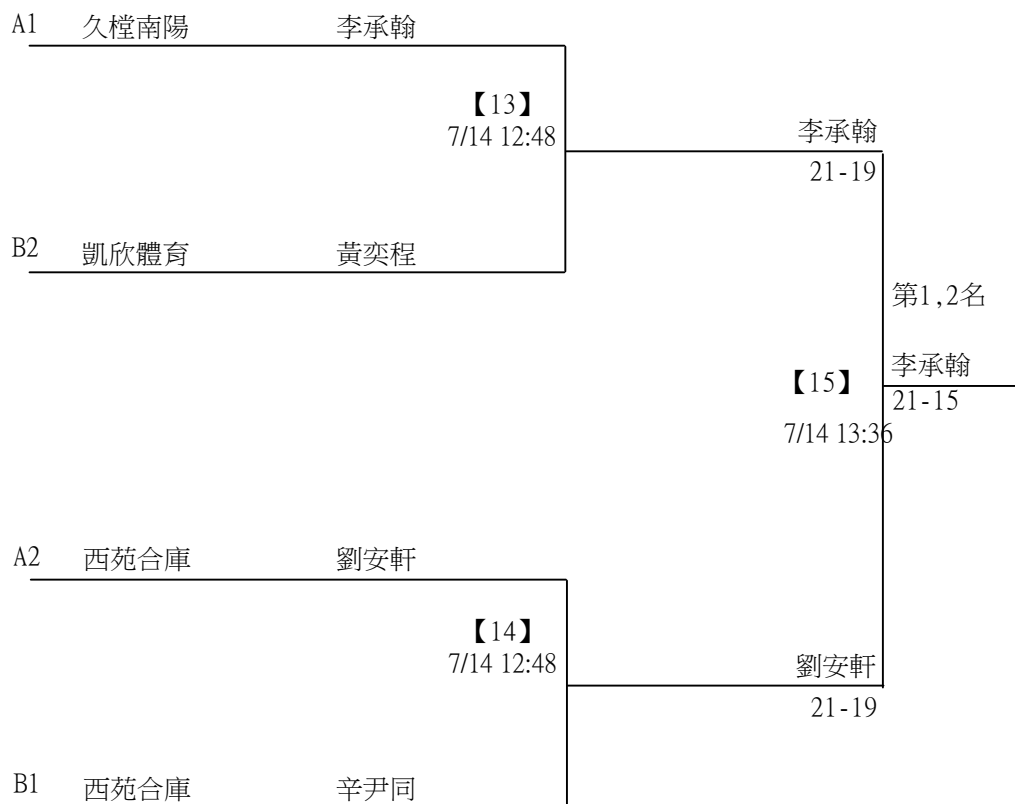 A1 久樘南陽 李承翰
【13】
7/14 12:48
李承翰
21-19
B2 凱欣體育 黃奕程
第1,2名
【15】
李承翰
21-15
7/14 13:36
A2 西苑合庫 劉安軒
【14】
7/14 12:48
劉安軒
21-19
B1 西苑合庫 辛尹同